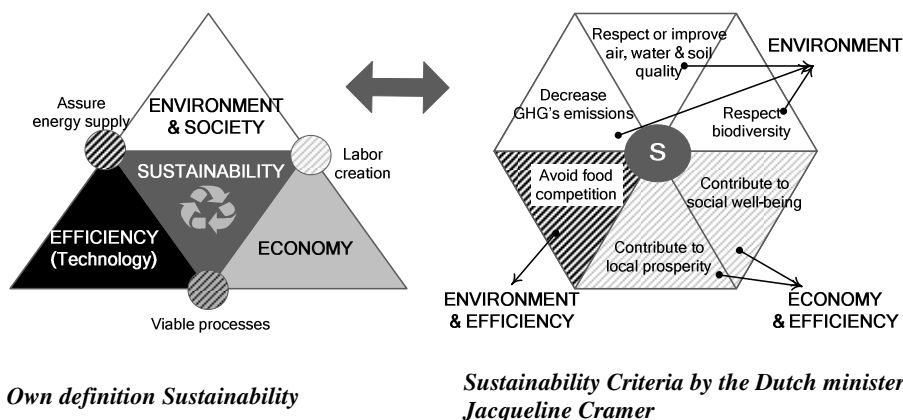 Assure
energy supply
ENVIRONMENT
& SOCIETY
SUSTAINABILITY
Labor
creation
EFFICIENCY
(Technology)
ECONOMY
Viable processes
Own definition Sustainability
Respect or improve
air, water & soil
quality
ENVIRONMENT
Decrease
GHG's emissions
Respect
biodiversity
S
Avoid food
competition
Contribute to
social well-being
Contribute to
local prosperity
ENVIRONMENT
& EFFICIENCY
ECONOMY
& EFFICIENCY
Sustainability Criteria by the Dutch minister
Jacqueline Cramer